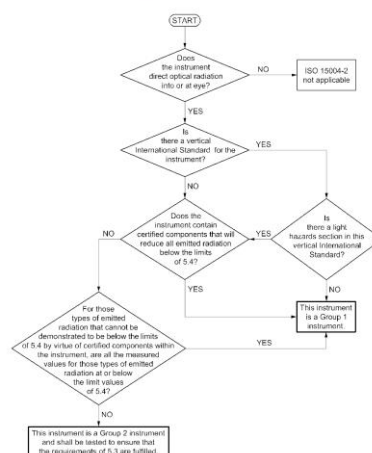 START
Does
the instrument
direct optical radiation
into or at eye?
NO
ISO 15004-2
not applicable
YES
Is
there a vertical
International Standard for the
instrument?
YES
NO
Does the
instrument contain
certified components that will
reduce all emitted radiation
below the limits
of 5.4?
NO
YES
Is
there a light
hazards section in this
vertical International
Standard?
YES
NO
This instrument
is a Group 1
instrument
For those
types of emitted
radiation that cannot be
demonstrated to be below the limits
of 5.4 by virtue of certified components within
the instrument, are all the measured
values for those types of emitted
radiation at or below
the limit values
of 5.4?
YES
NO
This instrument is a Group 2 instrument
and shall be tested to ensure that
the requirements of 5.3 are fulfilled